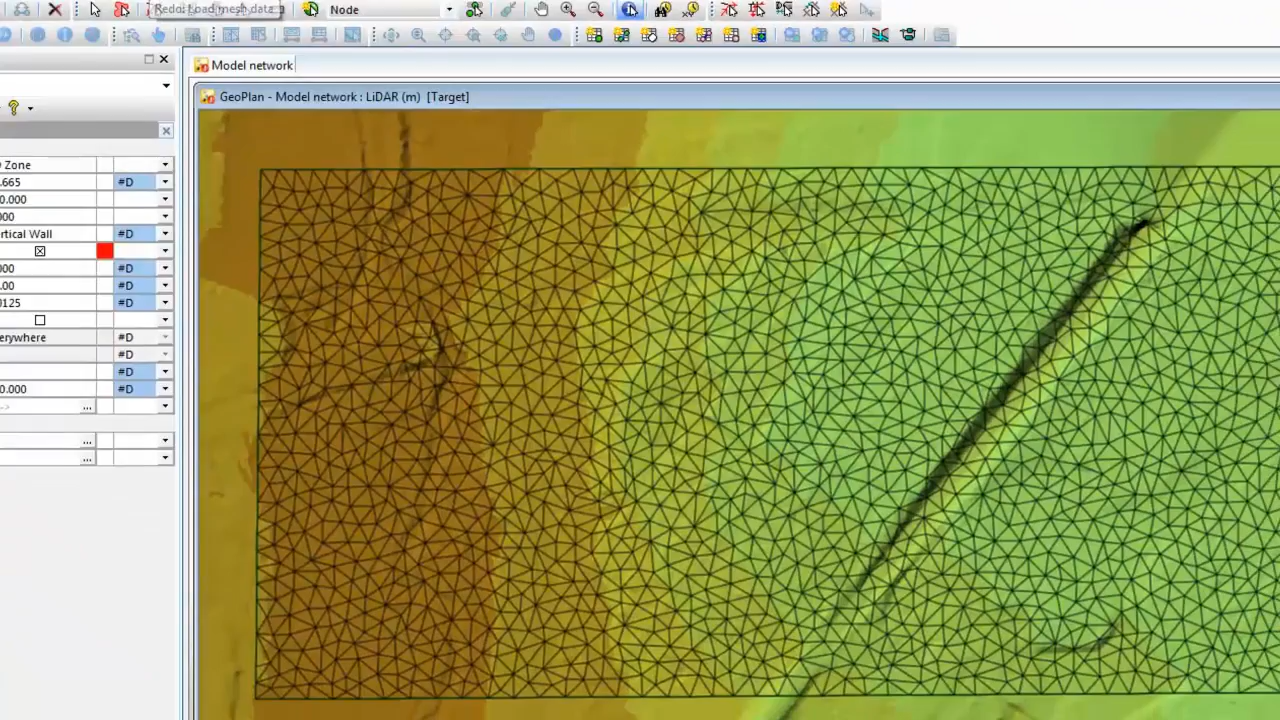 Redo: Load mesh data
Node
Model network
GeoPlan - Model network : LiDAR (m) [Target]
Zone
.665
#D
0.000
000
rtical Wall
#D
000
#D
.00
#D
0125
#D
erywhere
#D
#D
#D
0.000
#D
...
...
...